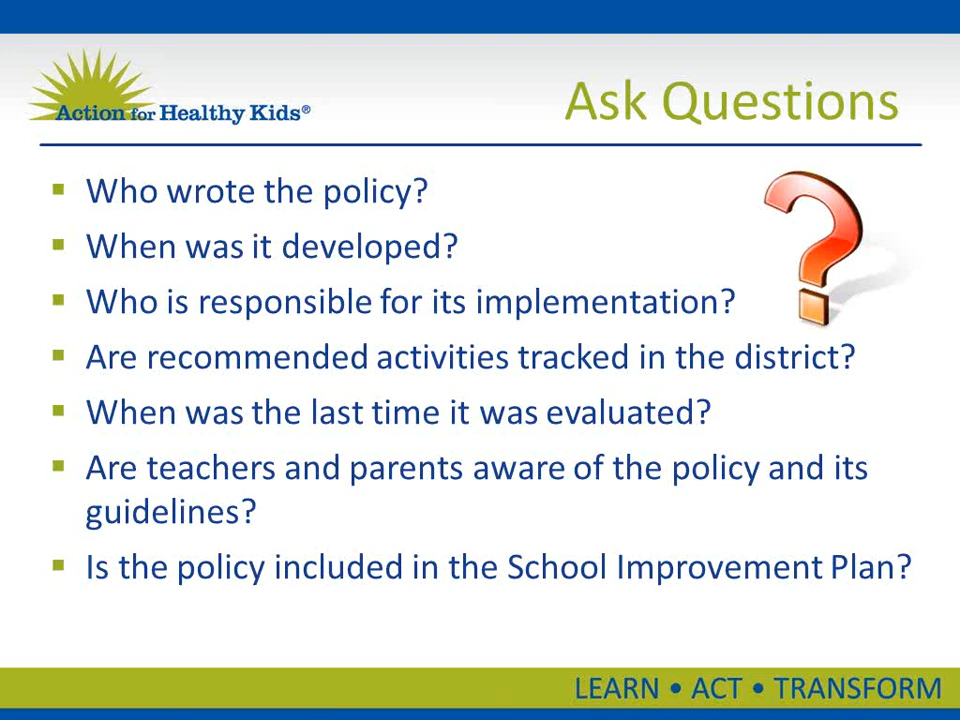 Action for Healthy Kids®
Ask Questions
▪ Who wrote the policy?
▪ When was it developed?
▪ Who is responsible for its implementation?
▪ Are recommended activities tracked in the district?
▪ When was the last time it was evaluated?
▪ Are teachers and parents aware of the policy and its
guidelines?
▪ Is the policy included in the School Improvement Plan?
LEARN • ACT • TRANSFORM